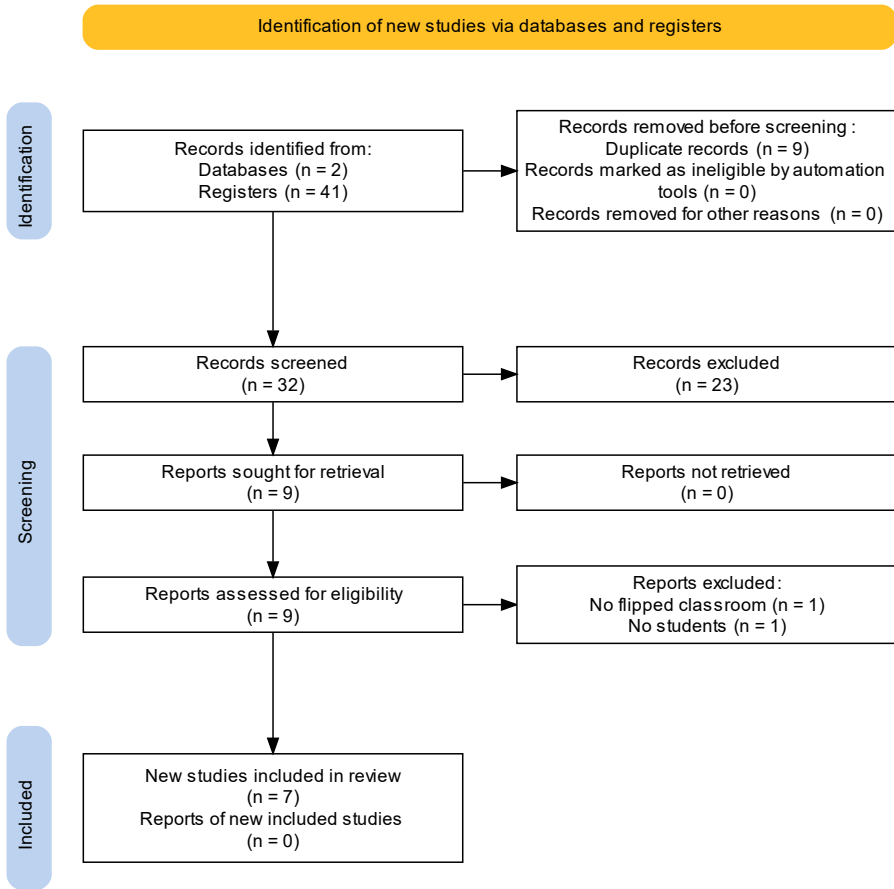 Identification of new studies via databases and registers
Identification
Records identified from:
Databases (n = 2)
Registers (n = 41)
Records removed before screening :
Duplicate records (n = 9)
Records marked as ineligible by automation
tools (n = 0)
Records removed for other reasons (n = 0)
Screening
Records screened
(n = 32)
Records excluded
(n = 23)
Reports sought for retrieval
(n = 9)
Reports not retrieved
(n = 0)
Reports assessed for eligibility
(n = 9)
Reports excluded:
No flipped classroom (n = 1)
No students (n = 1)
Included
New studies included in review
(n = 7)
Reports of new included studies
(n = 0)